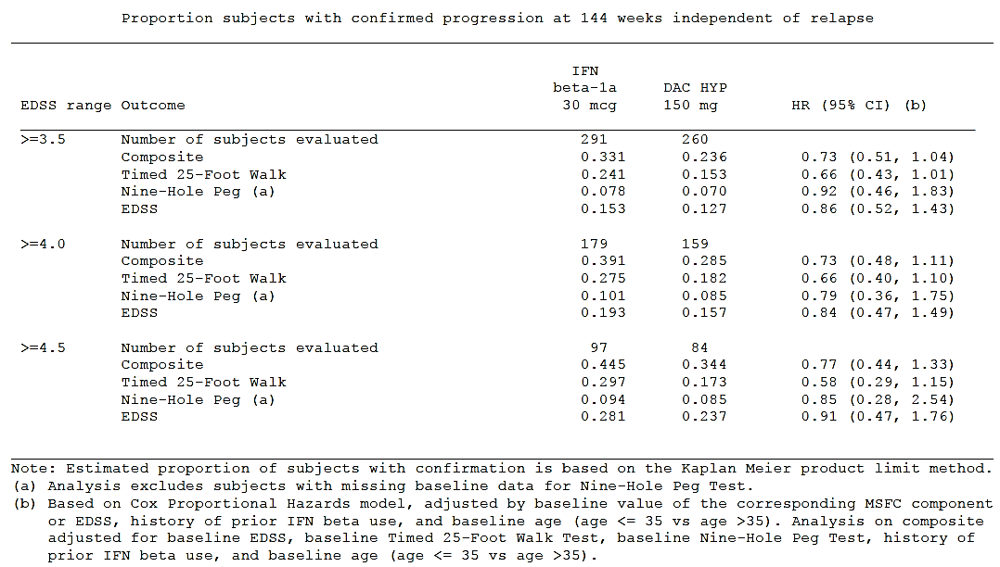 Proportion subjects with confirmed progression at 144 weeks independent of relapse
IFN
beta-1a DAC HYP
EDSS range Outcome 30 mcg 150 mg HR (95% CI) (b)
>=3.5 Number of subjects evaluated 291 260
Composite 0.331 0.236 0.73 (0.51, 1.04)
Timed 25-Foot Walk 0.241 0.153 0.66 (0.43, 1.01)
Nine-Hole Peg (a) 0.078 0.070 0.92 (0.46, 1.83)
EDSS 0.153 0.127 0.86 (0.52, 1.43)
>=4.0 Number of subjects evaluated 179 159
Composite 0.391 0.285 0.73 (0.48, 1.11)
Timed 25-Foot Walk 0.275 0.182 0.66 (0.40, 1.10)
Nine-Hole Peg (a) 0.101 0.085 0.79 (0.36, 1.75)
EDSS 0.193 0.157 0.84 (0.47, 1.49)
>=4.5 Number of subjects evaluated 97 84
Composite 0.445 0.344 0.77 (0.44, 1.33)
Timed 25-Foot Walk 0.297 0.173 0.58 (0.29, 1.15)
Nine-Hole Peg (a) 0.094 0.085 0.85 (0.28, 2.54)
EDSS 0.281 0.237 0.91 (0.47, 1.76)
Note: Estimated proportion of subjects with confirmation is based on the Kaplan Meier product limit method.
(a) Analysis excludes subjects with missing baseline data for Nine-Hole Peg Test.
(b) Based on Cox Proportional Hazards model, adjusted by baseline value of the corresponding MSFC component
or EDSS, history of prior IFN beta use, and baseline age (age <= 35 vs age >35). Analysis on composite
adjusted for baseline EDSS, baseline Timed 25-Foot Walk Test, baseline Nine-Hole Peg Test, history of
prior IFN beta use, and baseline age (age <= 35 vs age >35).